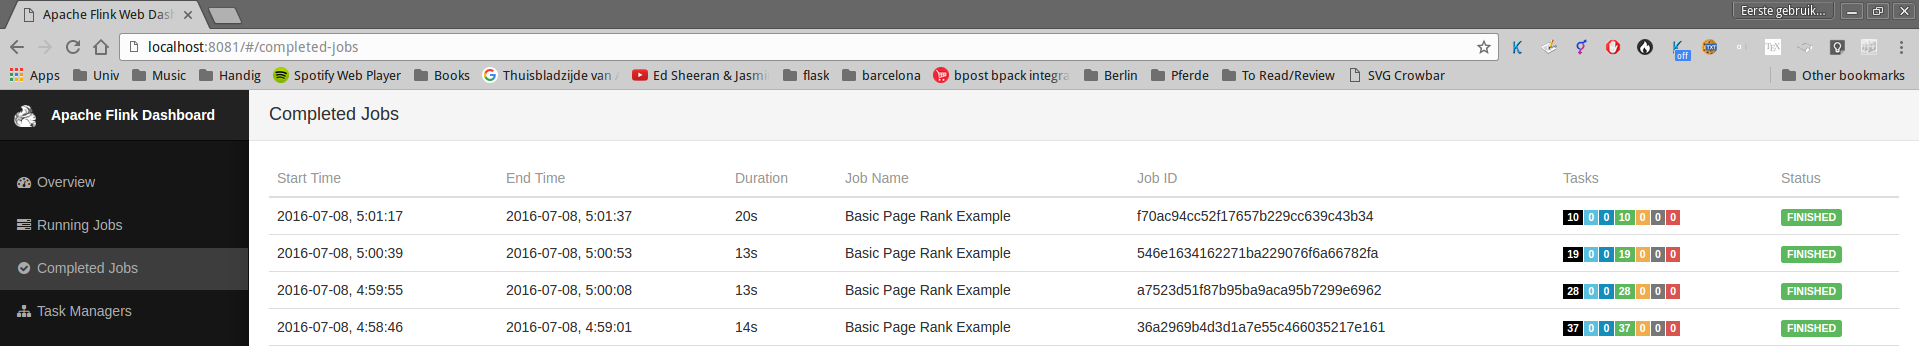 Apache Flink Web Das
Eerste gebruik...
localhost:8081/#/completed-jobs
off TXT TEX
Apps Univ Music Handig Spotify Web Player Books Thuisbladzijde van Ed Sheeran & Jasmi flask barcelona bpost bpack integra Berlin Pferde To Read/Review SVG Crowbar Other bookmarks
Apache Flink Dashboard
Completed Jobs
Overview
Running Jobs
Completed Jobs
Task Managers
Start Time End Time Duration Job Name Job ID Tasks Status
2016-07-08, 5:01:17 2016-07-08, 5:01:37 20s Basic Page Rank Example f70ac94cc52f17657b229cc639c43b34 10 0 0 10 0 0 0 FINISHED
2016-07-08, 5:00:39 2016-07-08, 5:00:53 13s Basic Page Rank Example 546e1634162271ba229076f6a66782fa 19 0 0 19 0 0 0 FINISHED
2016-07-08, 4:59:55 2016-07-08, 5:00:08 13s Basic Page Rank Example a7523d51f87b95ba9aca95b7299e6962 28 0 0 28 0 0 0 FINISHED
2016-07-08, 4:58:46 2016-07-08, 4:59:01 14s Basic Page Rank Example 36a2969b4d3d1a7e55c466035217e161 37 0 0 37 0 0 0 FINISHED